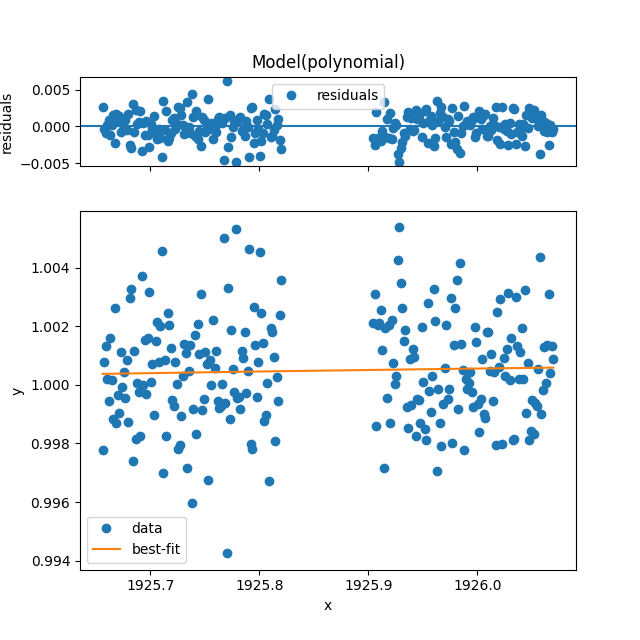 Model(polynomial)
residuals
0.005
0.000
−0.005
residuals
1.004
1.002
1.000
0.998
0.996
0.994
y
data
best-fit
1925.7 1925.8 1925.9 1926.0
x